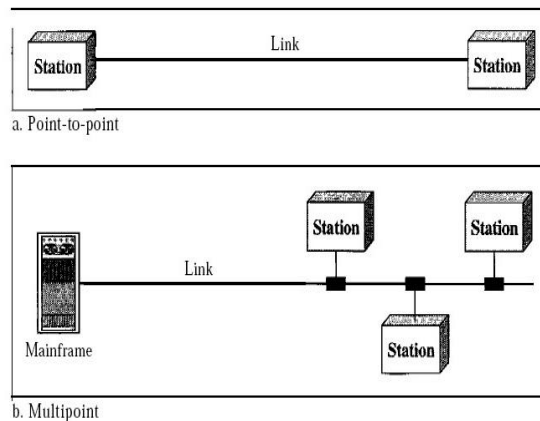 Link
Station
Station
a. Point-to-point
Station
Station
Link
Mainframe
Station
b. Multipoint